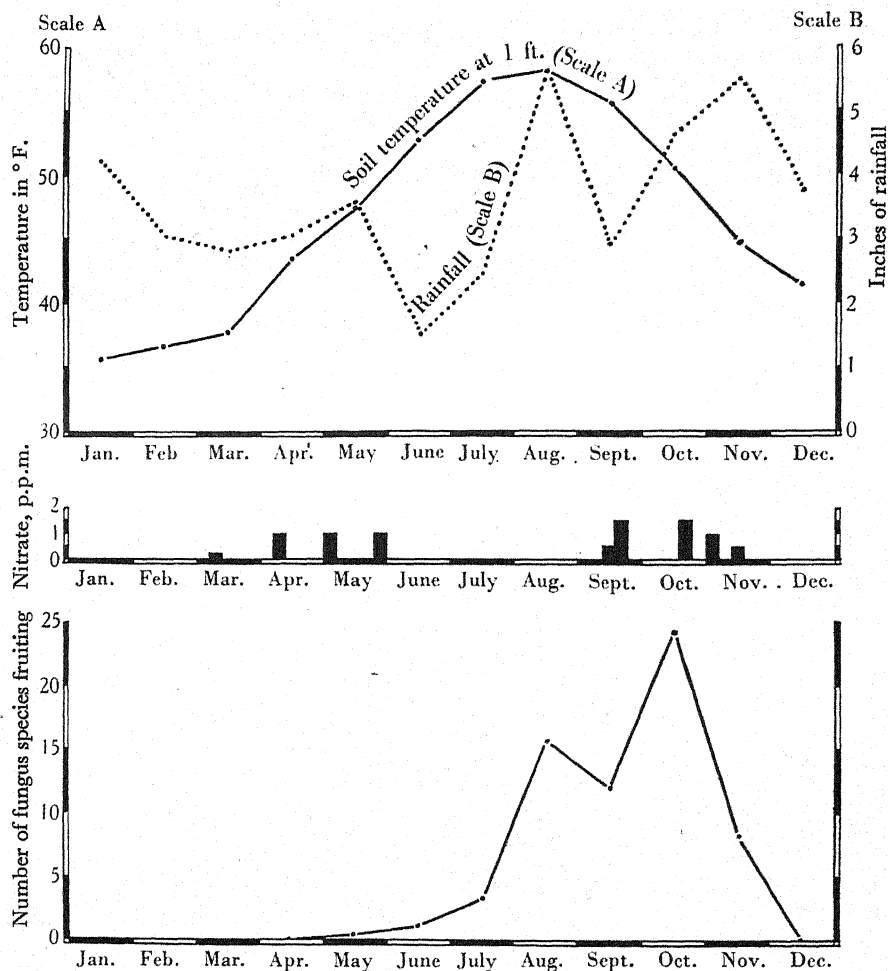 Scale A
Scale B
60
50
40
30
Temperature in ° F.
Soil temperature at 1 ft. (Scale A)
Rainfall (Scale B)
6
5
4
3
2
1
0
Inches of rainfall
Jan. Feb Mar. Apr. May June July Aug. Sept. Oct. Nov. Dec.
Nitrate, p.p.m.
2
1
0
Jan. Feb. Mar. Apr. May June July Aug. Sept. Oct. Nov. Dec.
Number of fungus species fruiting
25
20
15
10
5
0
Jan. Feb. Mar. Apr. May June July Aug. Sept. Oct. Nov. Dec.